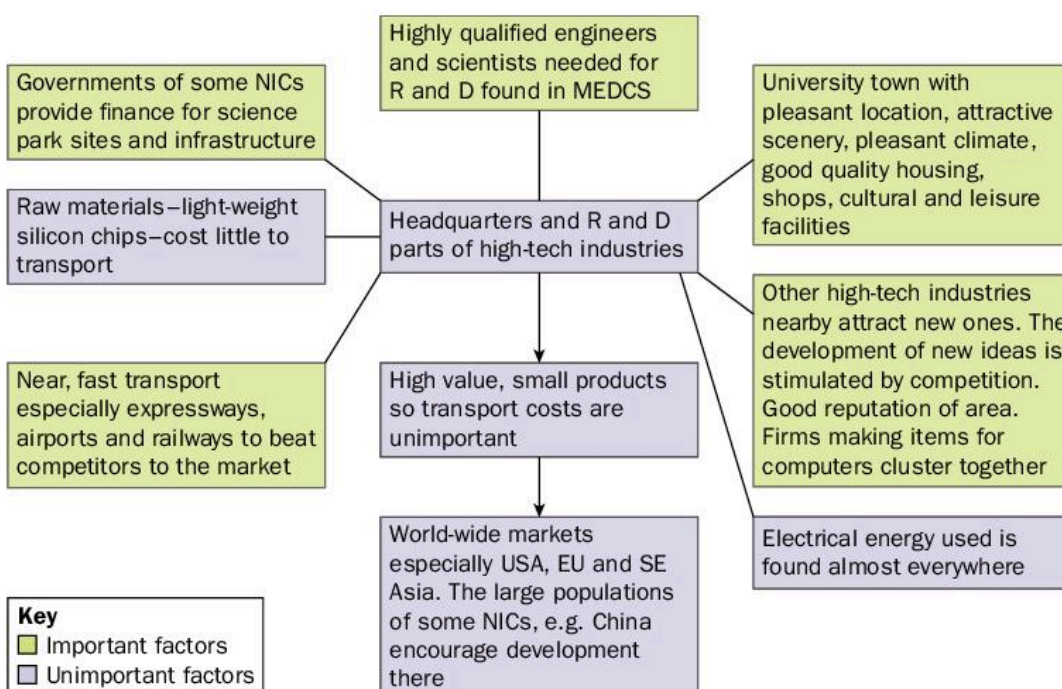 Highly qualified engineers
and scientists needed for
R and D found in MEDCS
Governments of some NICs
provide finance for science
park sites and infrastructure
University town with
pleasant location, attractive
scenery, pleasant climate,
good quality housing,
shops, cultural and leisure
facilities
Raw materials–light-weight
silicon chips–cost little to
transport
Headquarters and R and D
parts of high-tech industries
Other high-tech industries
nearby attract new ones. The
development of new ideas is
stimulated by competition.
Good reputation of area.
Firms making items for
computers cluster together
Near, fast transport
especially expressways,
airports and railways to beat
competitors to the market
High value, small products
so transport costs are
unimportant
World-wide markets
especially USA, EU and SE
Asia. The large populations
of some NICs, e.g. China
encourage development
there
Electrical energy used is
found almost everywhere
Key
Important factors
Unimportant factors